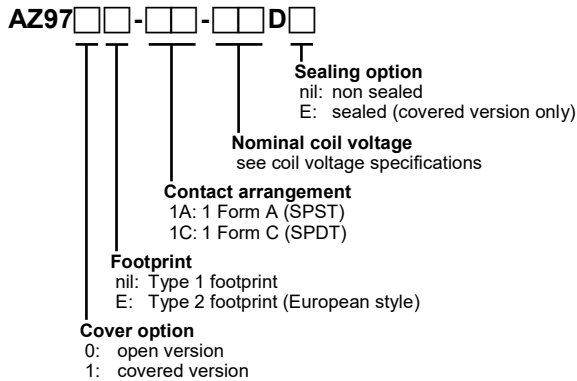 AZ97□□-□□-□□D□
Sealing option
nil: non sealed
E: sealed (covered version only)
Nominal coil voltage
see coil voltage specifications
Contact arrangement
1A: 1 Form A (SPST)
1C: 1 Form C (SPDT)
Footprint
nil: Type 1 footprint
E: Type 2 footprint (European style)
Cover option
0: open version
1: covered version